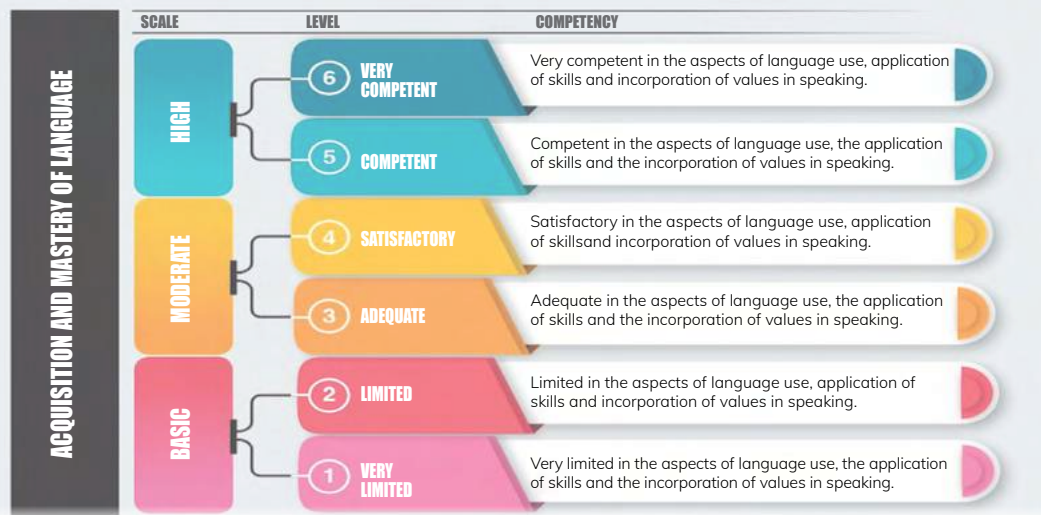 ACQUISITION AND MASTERY OF LANGUAGE
SCALE
LEVEL
COMPETENCY
HIGH
6
VERY
COMPETENT
Very competent in the aspects of language use, application
of skills and incorporation of values in speaking.
5
COMPETENT
Competent in the aspects of language use, the application
of skills and the incorporation of values in speaking.
MODERATE
4
SATISFACTORY
Satisfactory in the aspects of language use, application
of skillsand incorporation of values in speaking.
3
ADEQUATE
Adequate in the aspects of language use, the application
of skills and the incorporation of values in speaking.
BASIC
2
LIMITED
Limited in the aspects of language use, application of
skills and incorporation of values in speaking.
1
VERY
LIMITED
Very limited in the aspects of language use, the application
of skills and the incorporation of values in speaking.